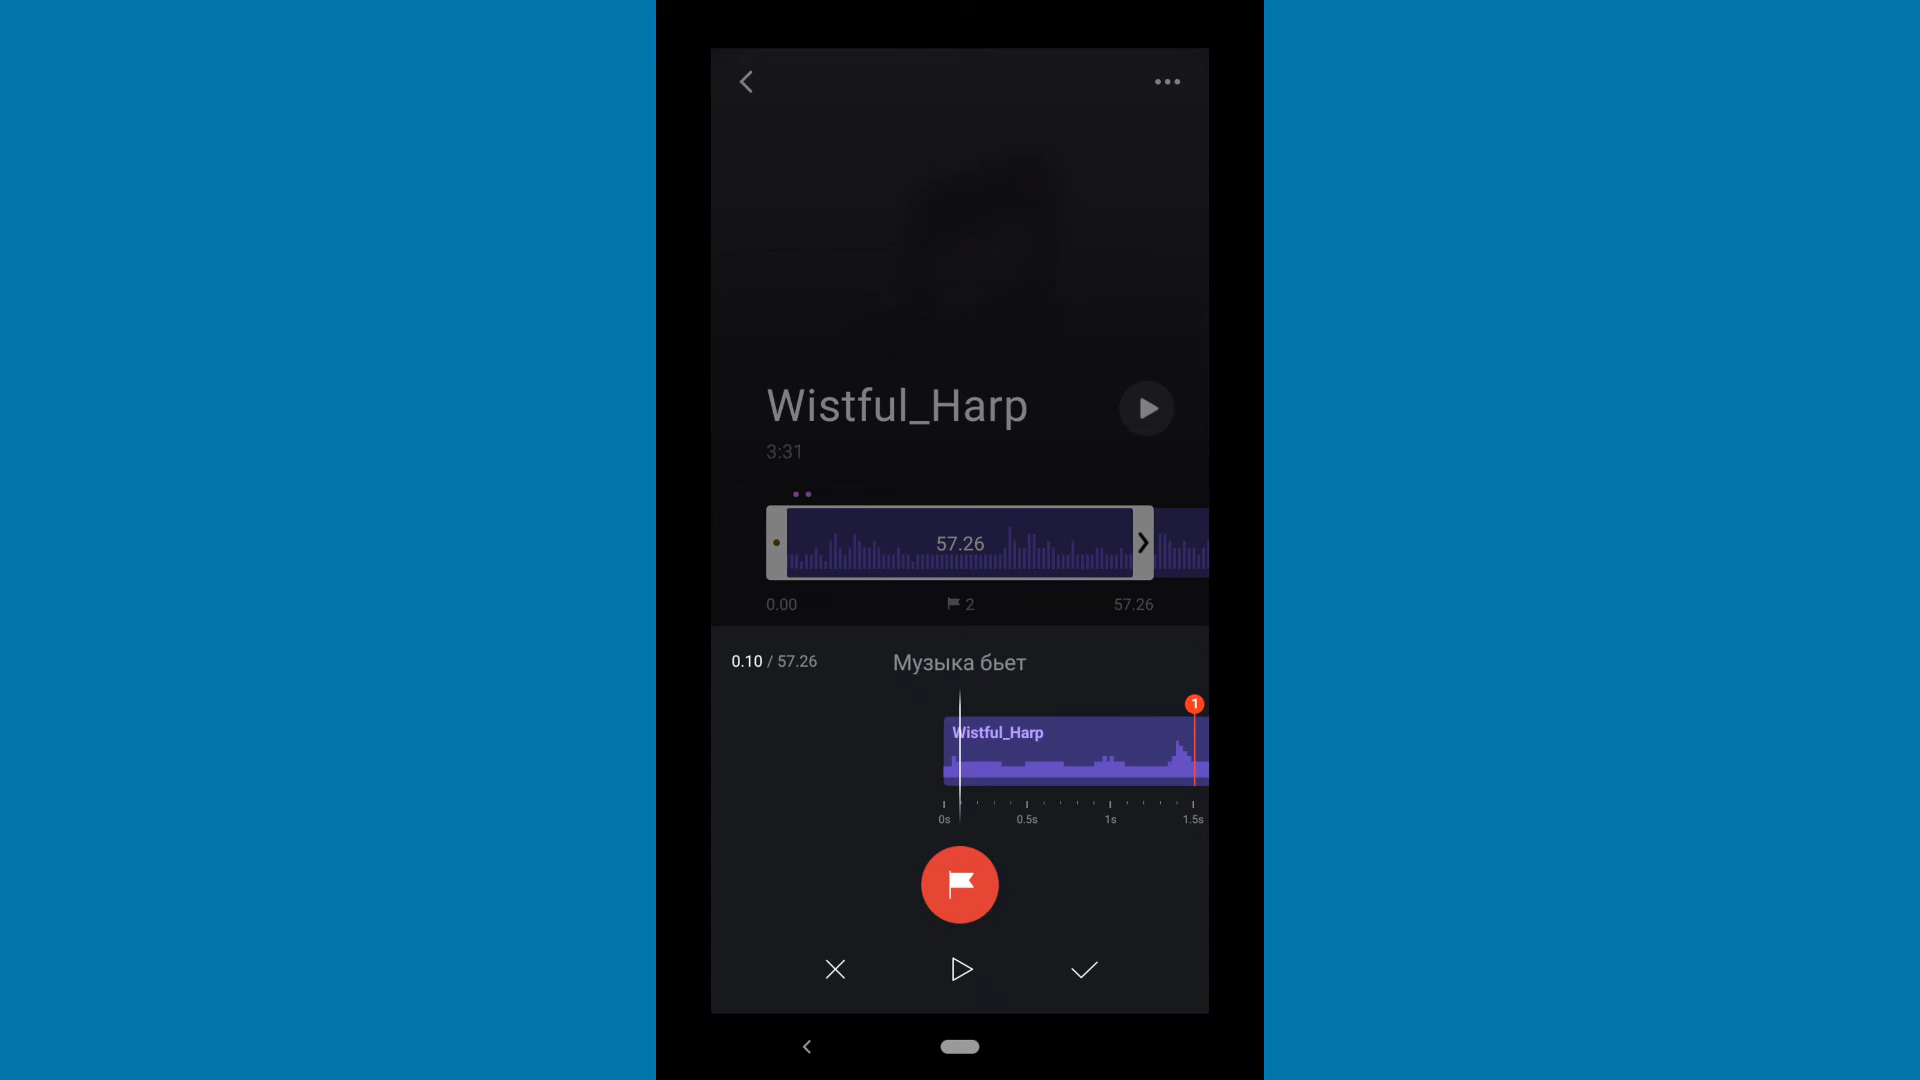 Wistful_Harp
3:31
57.26
0.00 2 57.26
0.10 / 57.26 Музыка бьет
1
Wistful_Harp
0s 0.5s 1s 1.5s